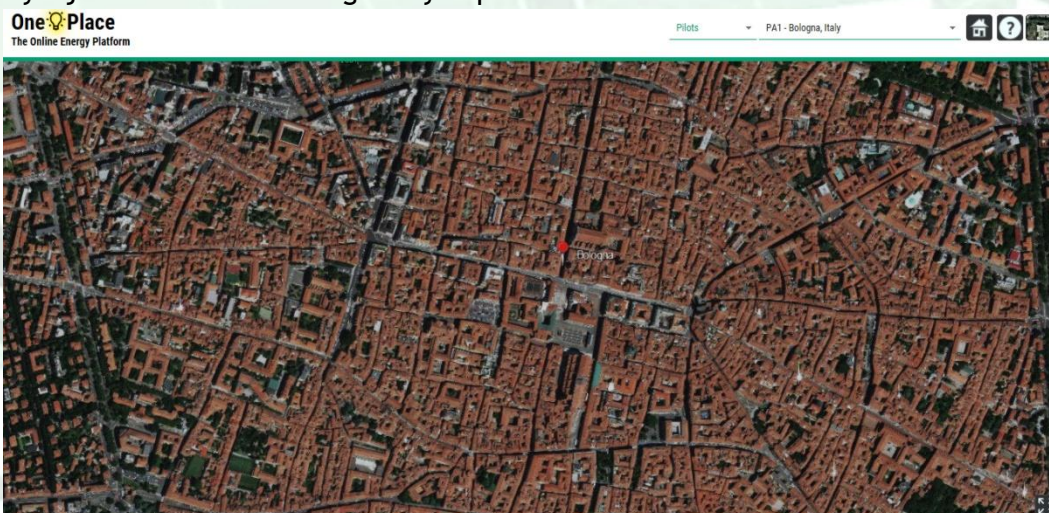 One Place
The Online Energy Platform
Pilots
PA1 - Bologna, Italy
?
Bologna